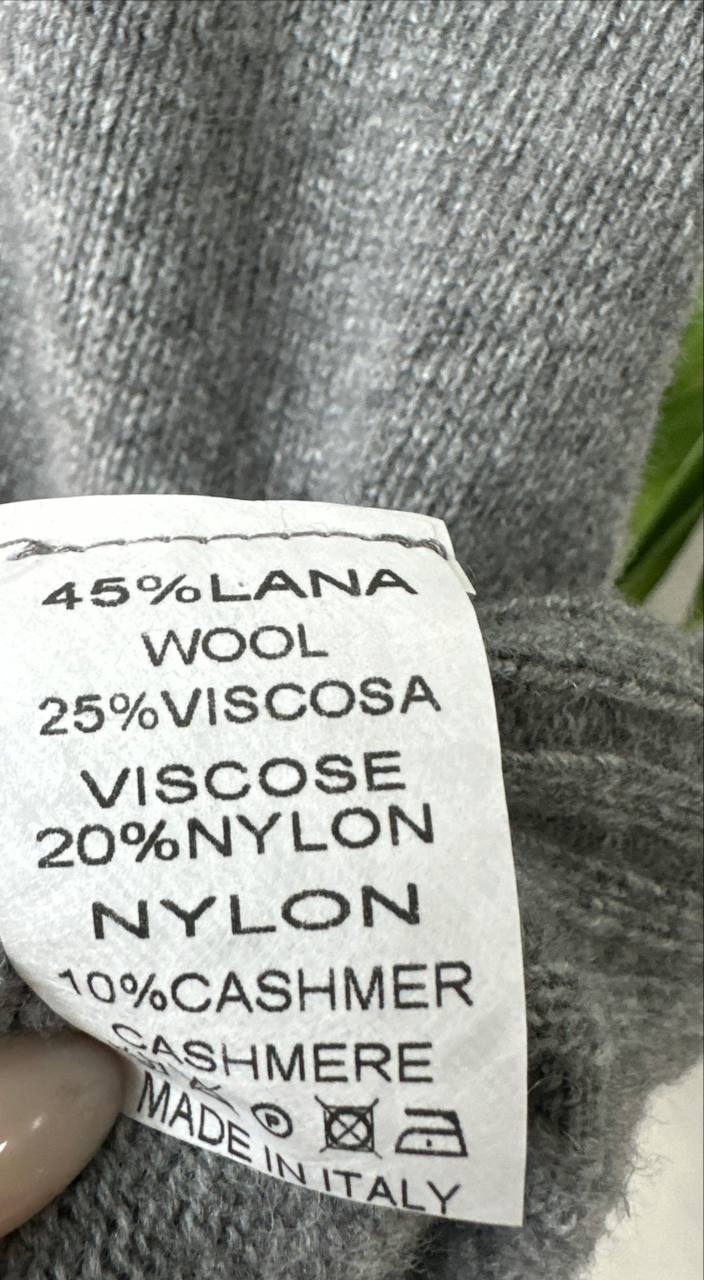 45%LANA
WOOL
25%VISCOSA
VISCOSE
20%NYLON
NYLON
10%CASHMER
CASHMERE
P
MADE IN ITALY